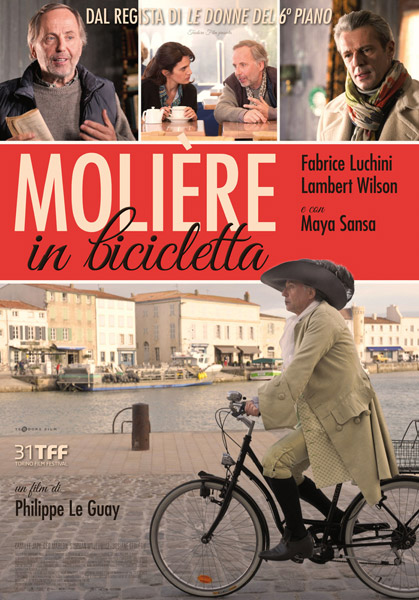 DAL REGISTA DI LE DONNE DEL 6° PIANO
MOLIÈRE
in bicicletta
Fabrice Luchini
Lambert Wilson
e con
Maya Sansa
31TFF
TORINO FILM FESTIVAL
un film di
Philippe Le Guay